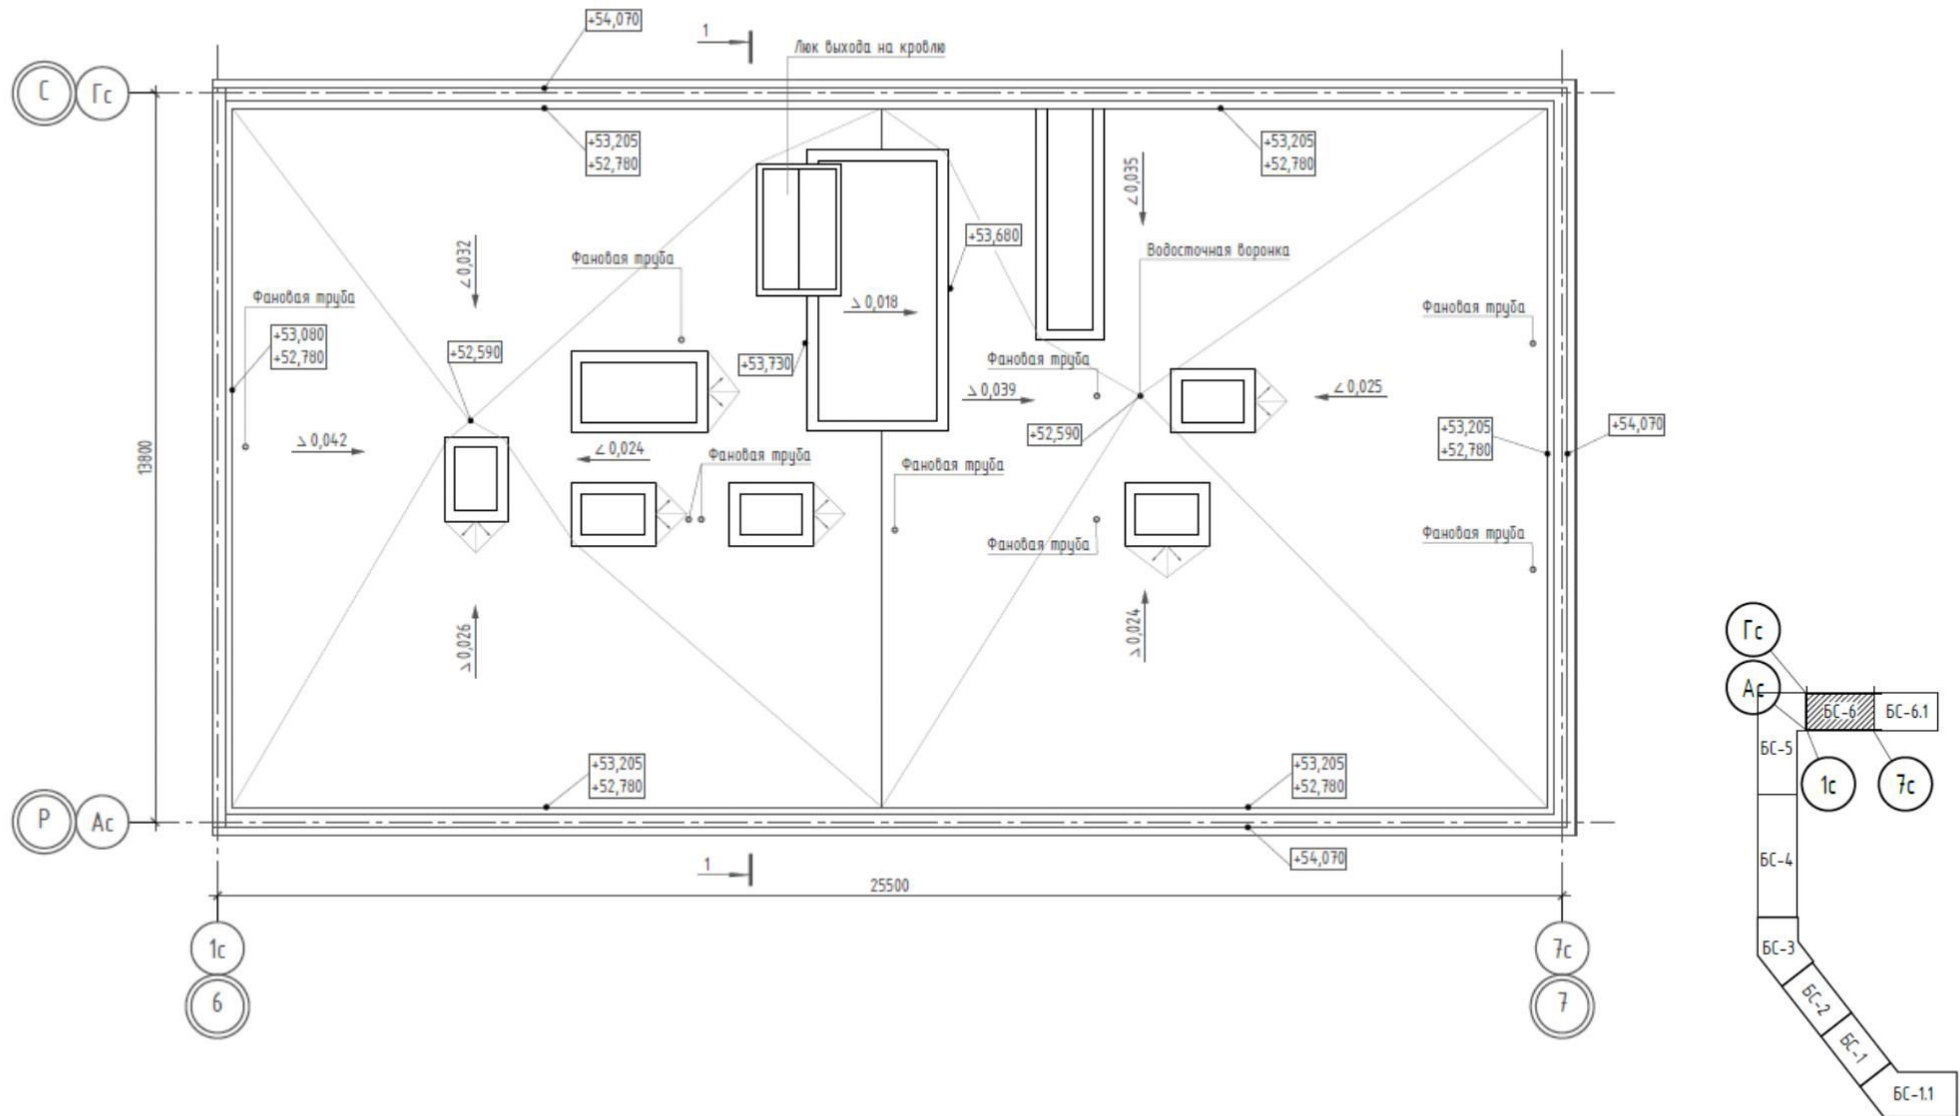 +54,070
1
Люк выхода на кровлю
С
Гс
+53,205
+52,780
+53,205
+52,780
∠ 0,035
+53,680
∠ 0,032
Фановая труба
Водосточная воронка
Фановая труба
⦣ 0,018
Фановая труба
+53,080
+52,780
+52,590
+53,730
Фановая труба
⦣ 0,039
∠ 0,025
+54,070
+53,205
+52,780
+52,590
⦣ 0,042
∠ 0,024
Фановая труба
Фановая труба
13800
Фановая труба
Фановая труба
⦣ 0,026
⦣ 0,024
+53,205
+52,780
+53,205
+52,780
Р
Ас
+54,070
1
25500
1с
6
7с
7
Гс
Ас
БС-6
БС-6.1
БС-5
1с
7с
БС-4
БС-3
БС-2
БС-1
БС-1.1